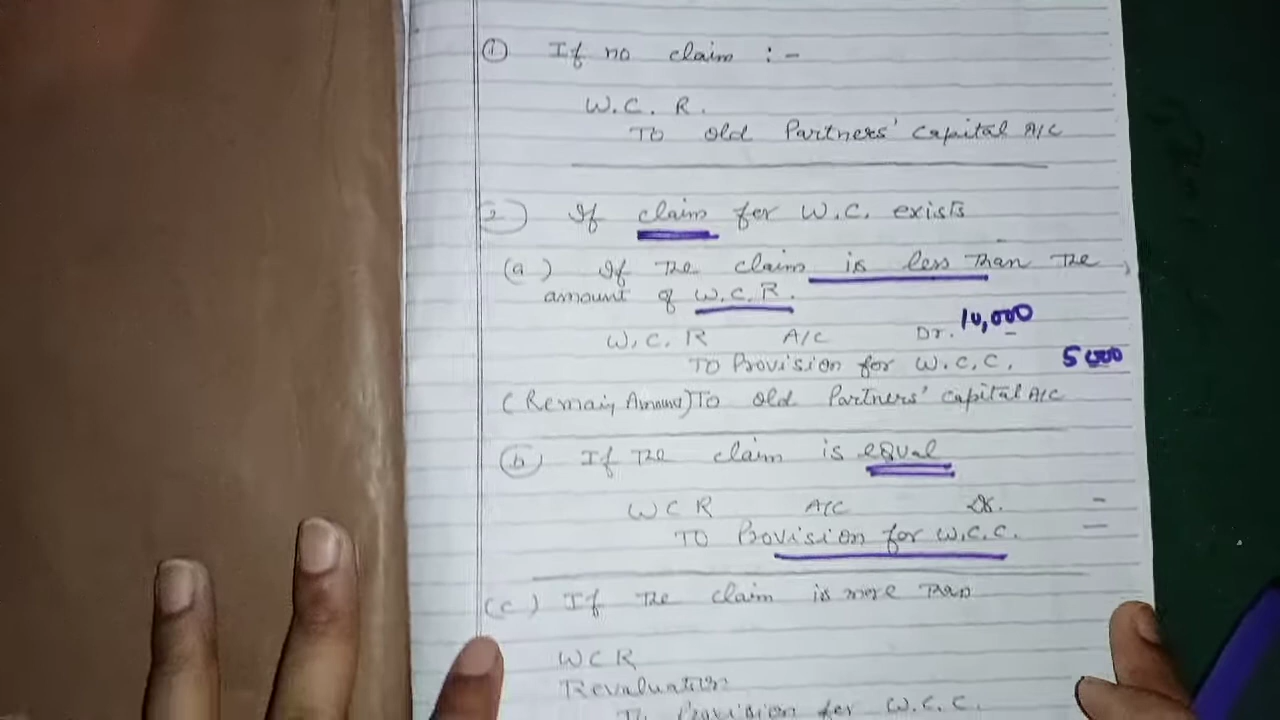 ① If no claim :-
W.C.R.
To old Partners' Capital A/C
② If claim for W.C. exists
(a) If the claim is less than the
amount of W.C.R.
W.C.R A/C Dr. 10,000
To Provision for W.C.C. 5000
(Remaing Amount) To old Partners' Capital A/C
(b) If the claim is equal
WCR A/C Dr. -
To Provision for W.C.C. -
(c) If the claim is more than
WCR
Revaluation
To Provision for W.C.C.